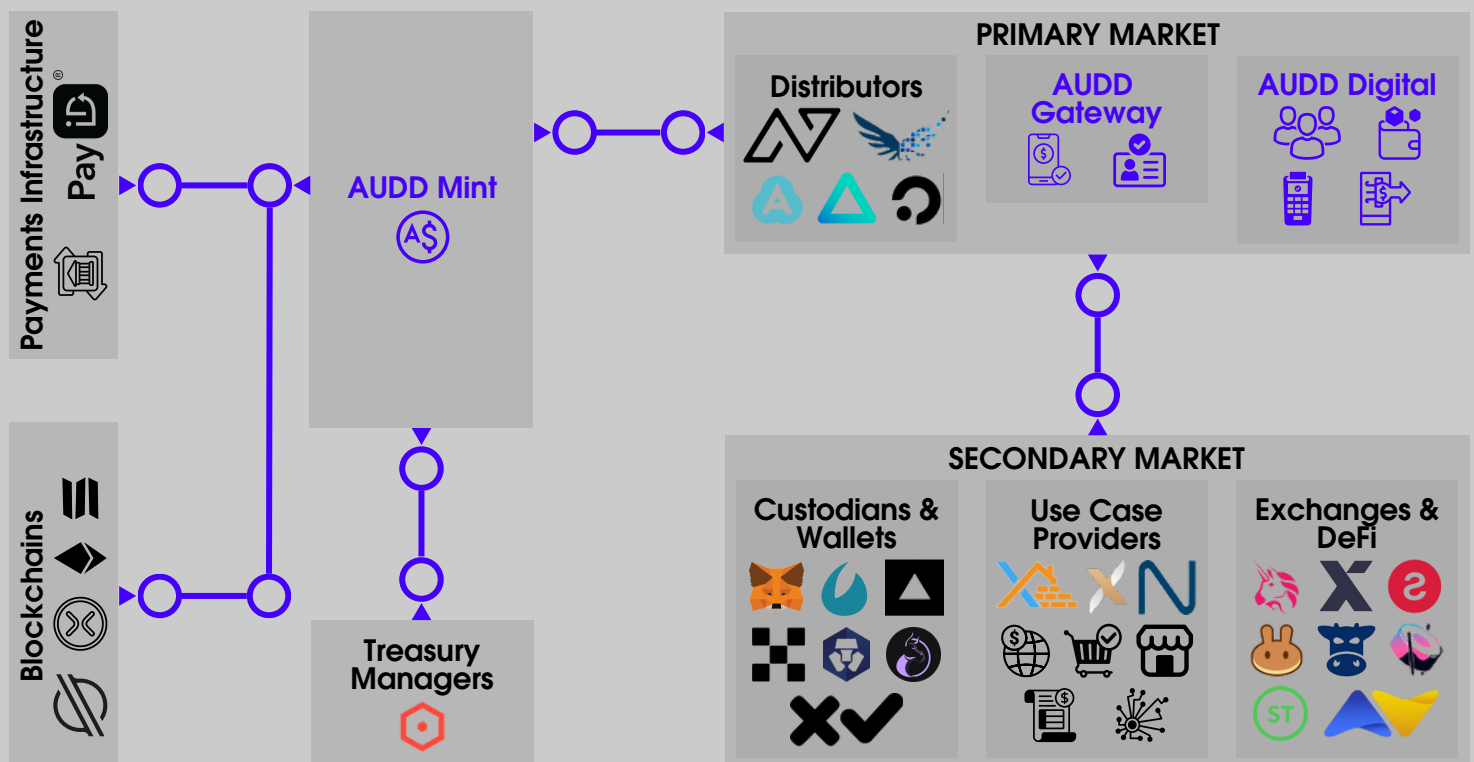 Payments Infrastructure
Pay iD ®
Blockchains
AUDD Mint
A$
Treasury
Managers
PRIMARY MARKET
Distributors
A
AUDD
Gateway
$
AUDD Digital
$
SECONDARY MARKET
Custodians &
Wallets
Use Case
Providers
$
$
Exchanges &
DeFi
ST